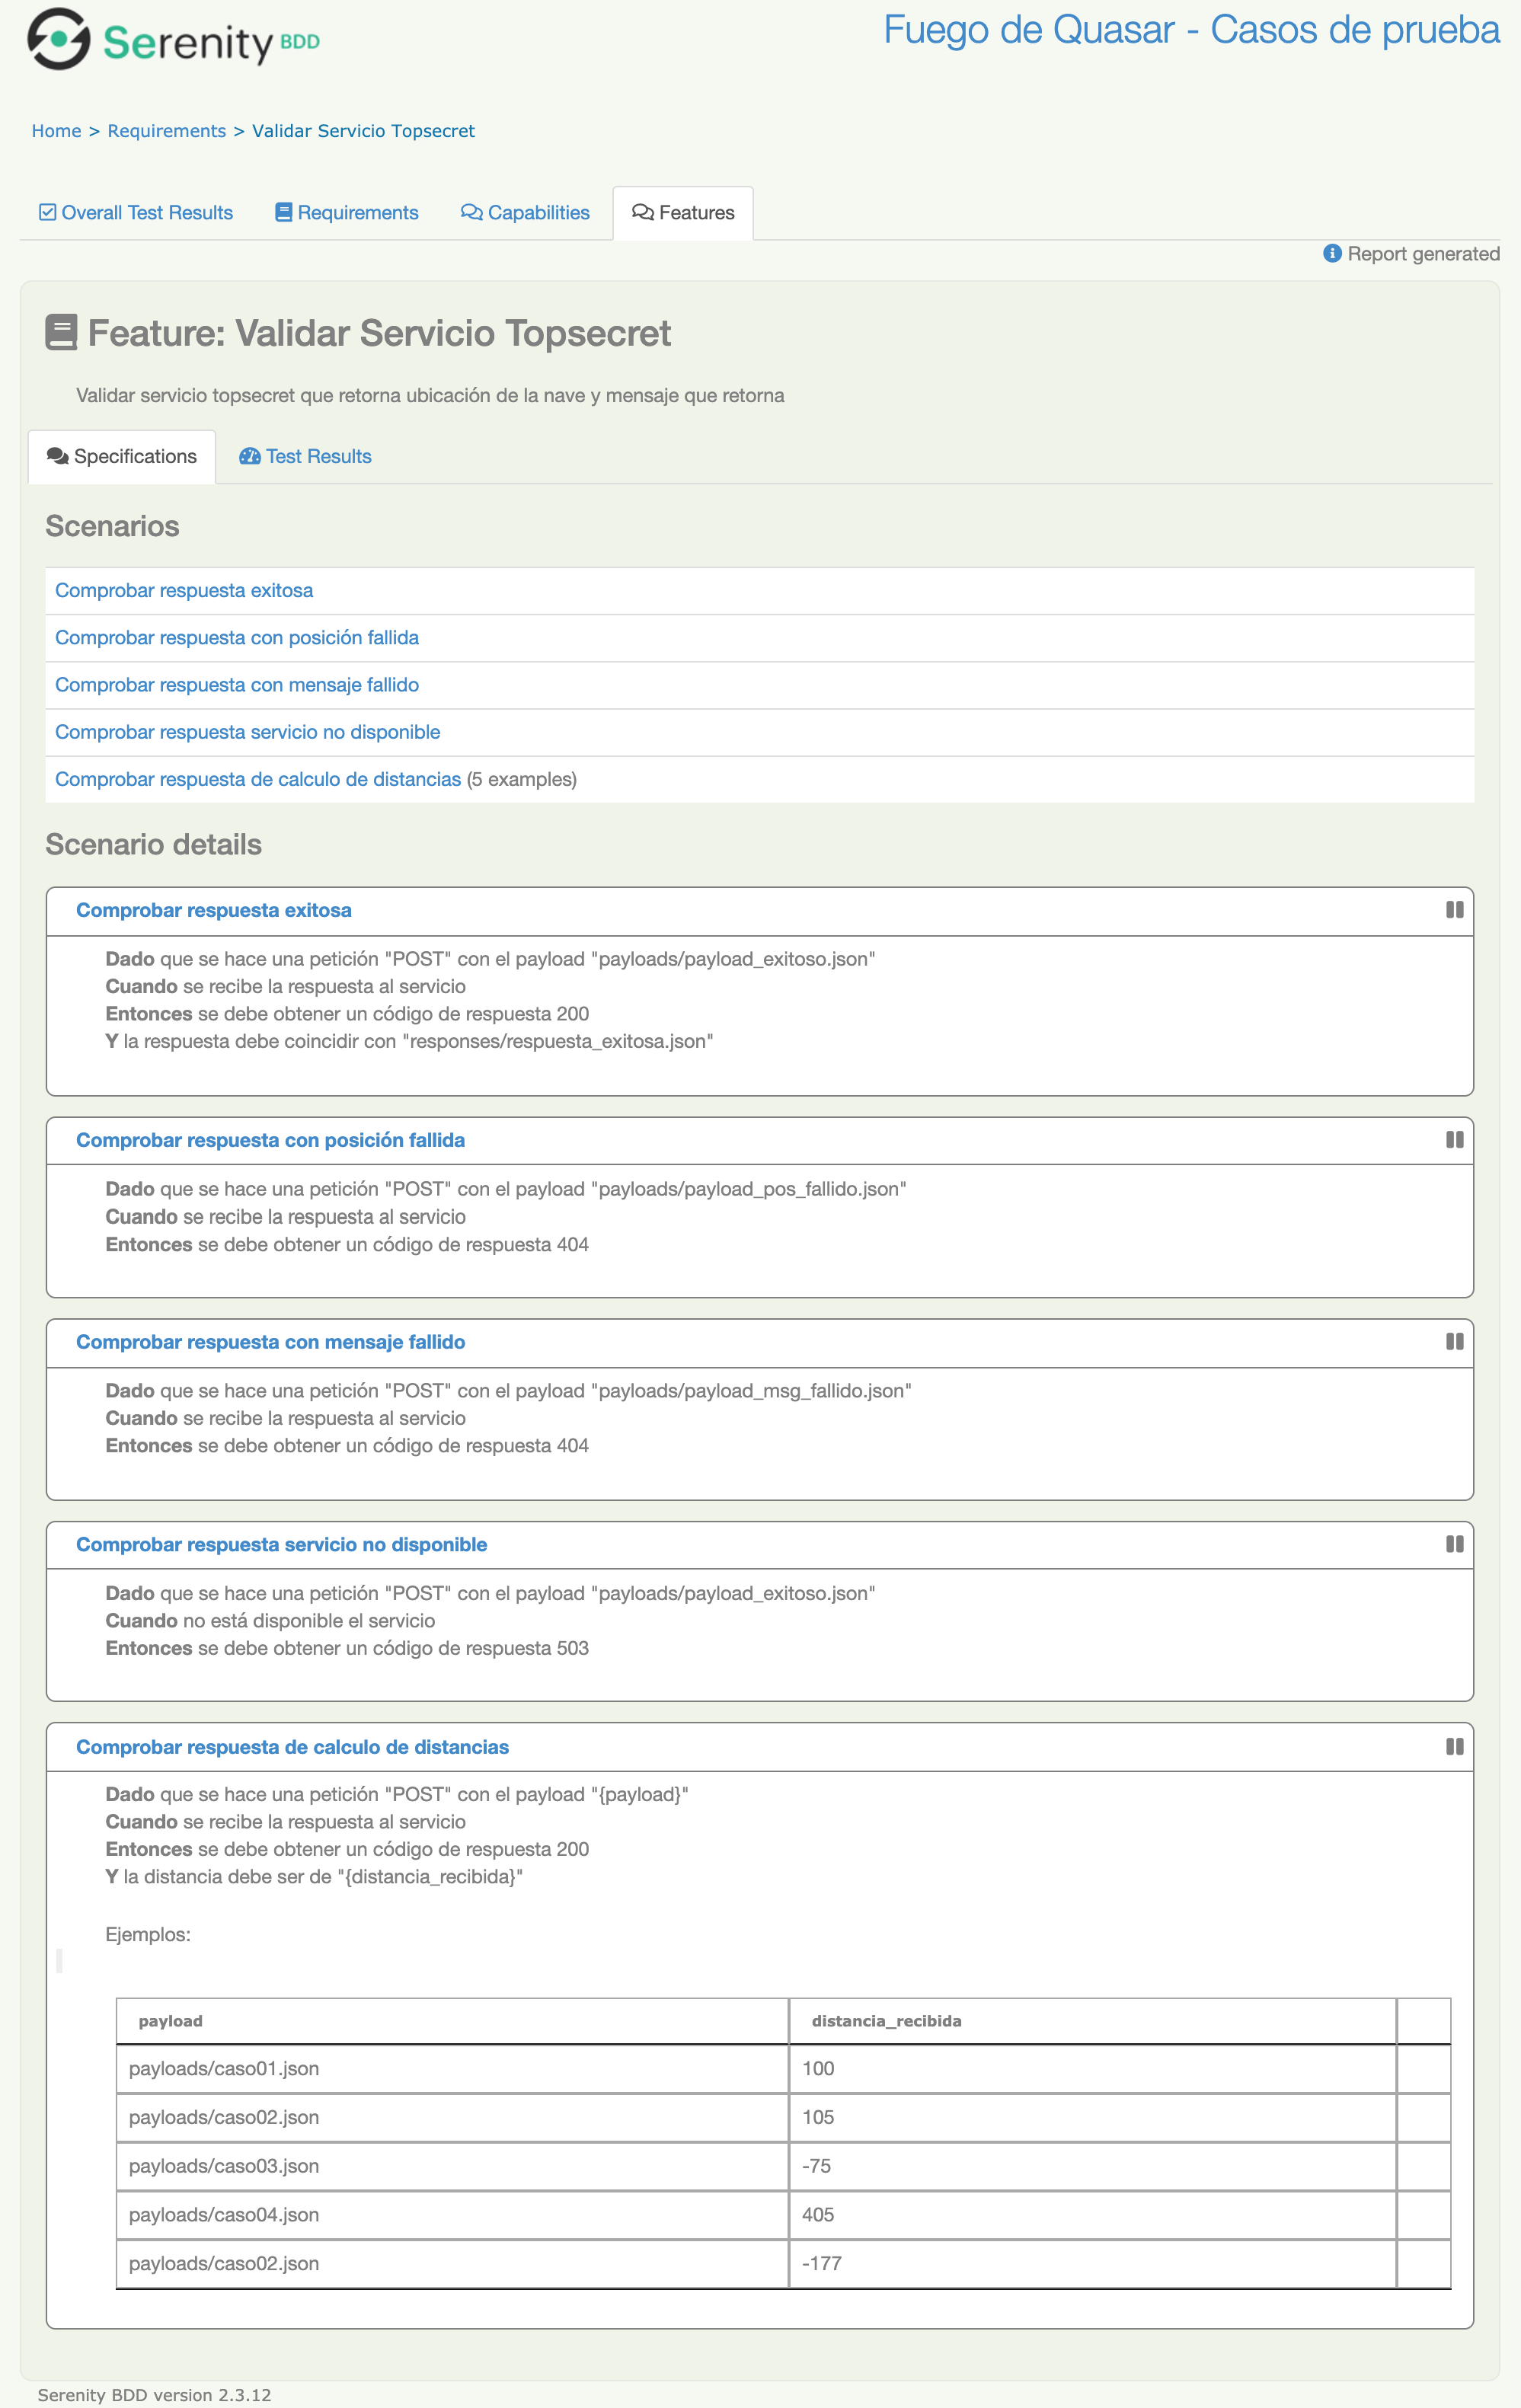 Serenity BDD
Fuego de Quasar - Casos de prueba
Home > Requirements > Validar Servicio Topsecret
Overall Test Results Requirements Capabilities Features
Report generated
Feature: Validar Servicio Topsecret
Validar servicio topsecret que retorna ubicación de la nave y mensaje que retorna
Specifications Test Results
Scenarios
Comprobar respuesta exitosa
Comprobar respuesta con posición fallida
Comprobar respuesta con mensaje fallido
Comprobar respuesta servicio no disponible
Comprobar respuesta de calculo de distancias (5 examples)
Scenario details
Comprobar respuesta exitosa
Dado que se hace una petición "POST" con el payload "payloads/payload_exitoso.json"
Cuando se recibe la respuesta al servicio
Entonces se debe obtener un código de respuesta 200
Y la respuesta debe coincidir con "responses/respuesta_exitosa.json"
Comprobar respuesta con posición fallida
Dado que se hace una petición "POST" con el payload "payloads/payload_pos_fallido.json"
Cuando se recibe la respuesta al servicio
Entonces se debe obtener un código de respuesta 404
Comprobar respuesta con mensaje fallido
Dado que se hace una petición "POST" con el payload "payloads/payload_msg_fallido.json"
Cuando se recibe la respuesta al servicio
Entonces se debe obtener un código de respuesta 404
Comprobar respuesta servicio no disponible
Dado que se hace una petición "POST" con el payload "payloads/payload_exitoso.json"
Cuando no está disponible el servicio
Entonces se debe obtener un código de respuesta 503
Comprobar respuesta de calculo de distancias
Dado que se hace una petición "POST" con el payload "{payload}"
Cuando se recibe la respuesta al servicio
Entonces se debe obtener un código de respuesta 200
Y la distancia debe ser de "{distancia_recibida}"
Ejemplos:
payload distancia_recibida
payloads/caso01.json 100
payloads/caso02.json 105
payloads/caso03.json -75
payloads/caso04.json 405
payloads/caso02.json -177
Serenity BDD version 2.3.12